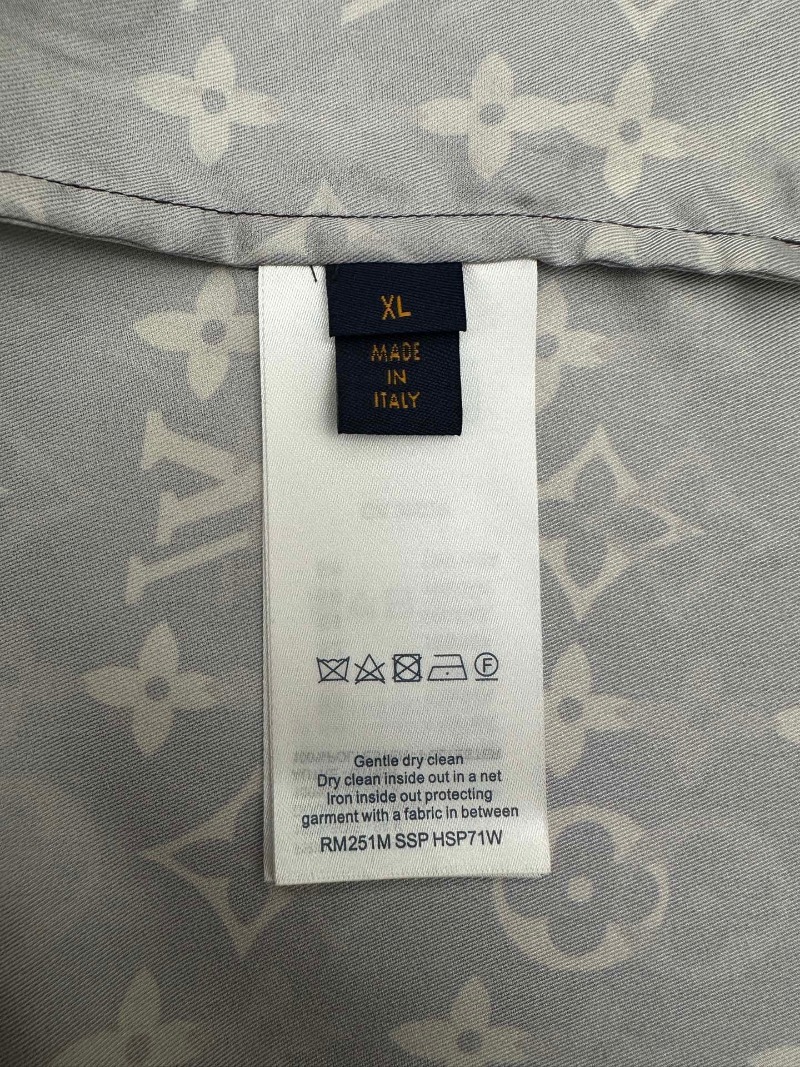 XL
MADE
IN
ITALY
LV
F
Gentle dry clean
Dry clean inside out in a net
Iron inside out protecting
garment with a fabric in between
RM251M SSP HSP71W